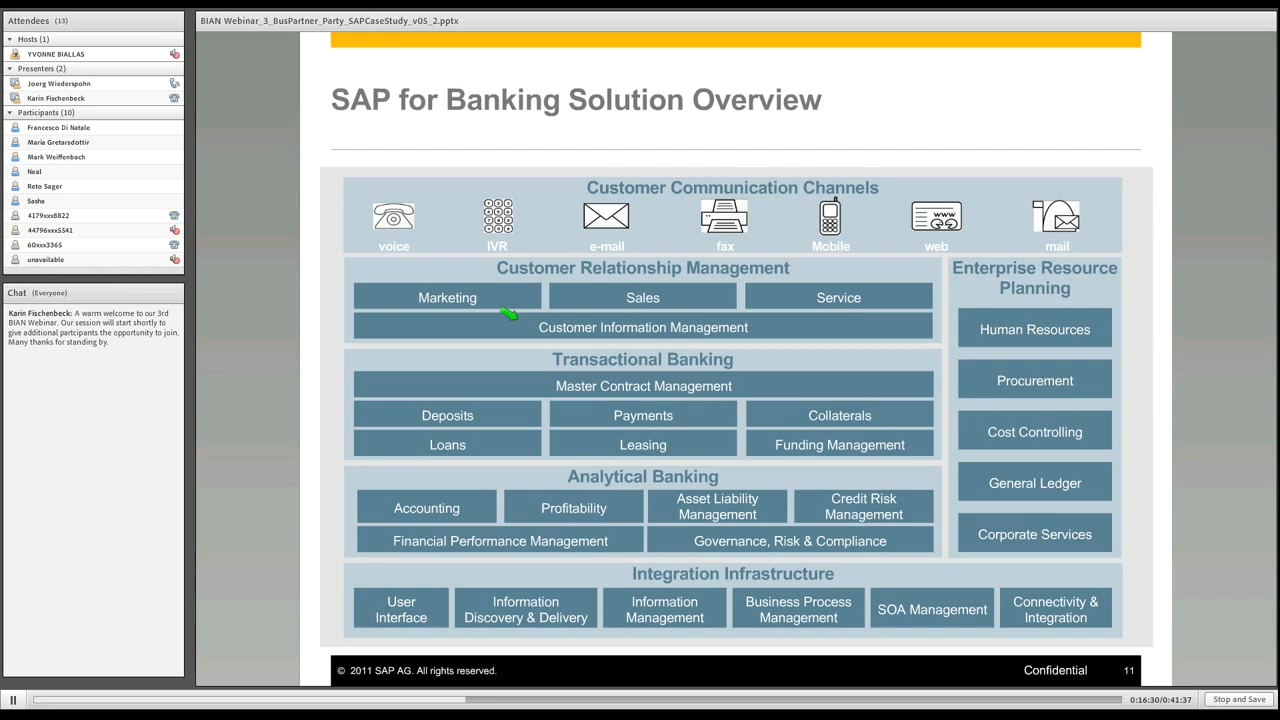 Attendees (13)
BIAN Webinar_3_BusPartner_Party_SAPCaseStudy_v05_2.pptx
Hosts (1)
YVONNE BIALLAS
Presenters (2)
Joerg Wiederspohn
Karin Fischenbeck
Participants (10)
Francesco Di Natale
Maria Gretarsdottir
Mark Weiffenbach
Neal
Reto Sager
Sasha
4179xxx8822
44796xxx5541
60xxx3365
unavailable
Chat (Everyone)
Karin Fischenbeck: A warm welcome to our 3rd
BIAN Webinar. Our session will start shortly to
give additional partcipants the opportunity to join.
Many thanks for standing by.
SAP for Banking Solution Overview
Customer Communication Channels
www
voice IVR e-mail fax Mobile web mail
Customer Relationship Management
Marketing Sales Service
Customer Information Management
Transactional Banking
Master Contract Management
Deposits Payments Collaterals
Loans Leasing Funding Management
Analytical Banking
Accounting Profitability Asset Liability Management Credit Risk Management
Financial Performance Management Governance, Risk & Compliance
Enterprise Resource
Planning
Human Resources
Procurement
Cost Controlling
General Ledger
Corporate Services
Integration Infrastructure
User Interface Information Discovery & Delivery Information Management Business Process Management SOA Management Connectivity & Integration
© 2011 SAP AG. All rights reserved. Confidential 11
0:16:30/0:41:37 Stop and Save